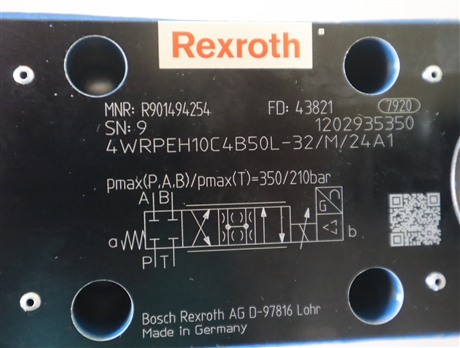 Rexroth
MNR: R901494254 FD: 43821 7920
SN: 9 1202935350
4WRPEH10C4B50L-32/M/24A1
pmax(P,A,B)/pmax(T)=350/210bar
A B
G
a b
P T
Bosch Rexroth AG D-97816 Lohr
Made in Germany